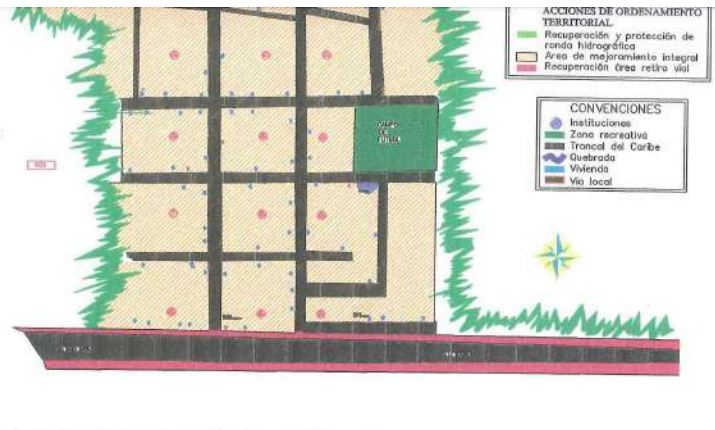 ACCIONES DE ORDENAMIENTO
TERRITORIAL
Recuperación y protección de
ronda hidrográfica
Area de mejoramiento integral
Recuperación área retiro vial
CONVENCIONES
Instituciones
Zona recreativa
Troncal del Caribe
Quebrada
Vivienda
Vía local